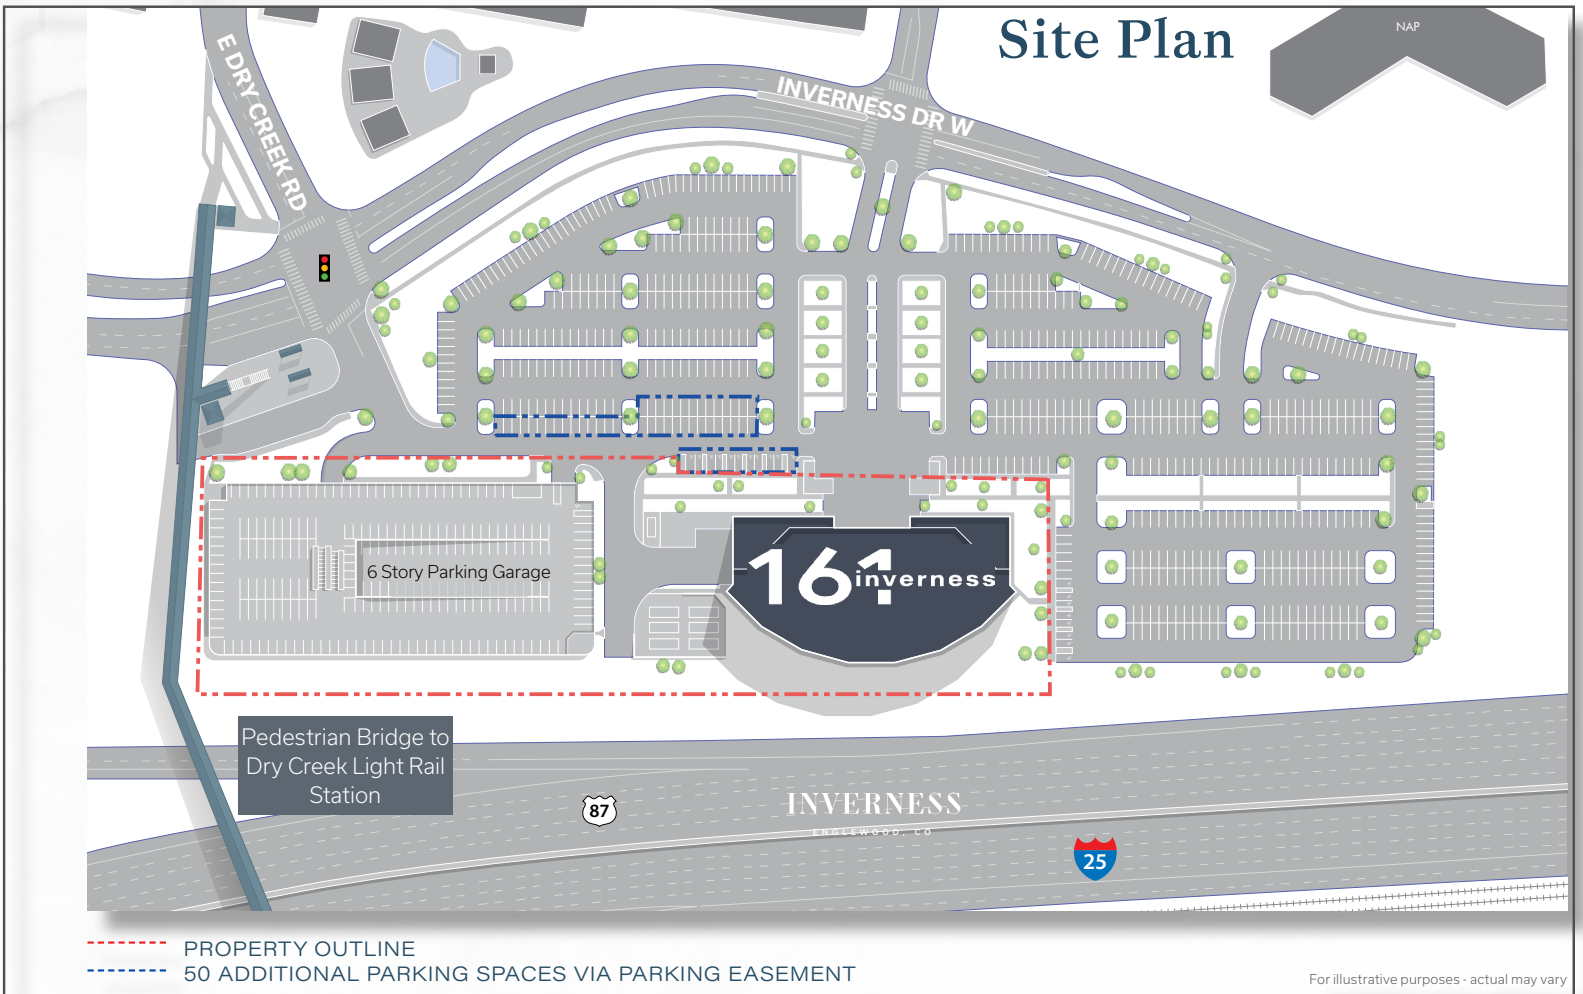 Site Plan
NAP
E DRY CREEK RD
INVERNESS DR W
6 Story Parking Garage
161
inverness
Pedestrian Bridge to
Dry Creek Light Rail
Station
87
INVERNESS
ENGLEWOOD, CO
25
PROPERTY OUTLINE
50 ADDITIONAL PARKING SPACES VIA PARKING EASEMENT
For illustrative purposes - actual may vary